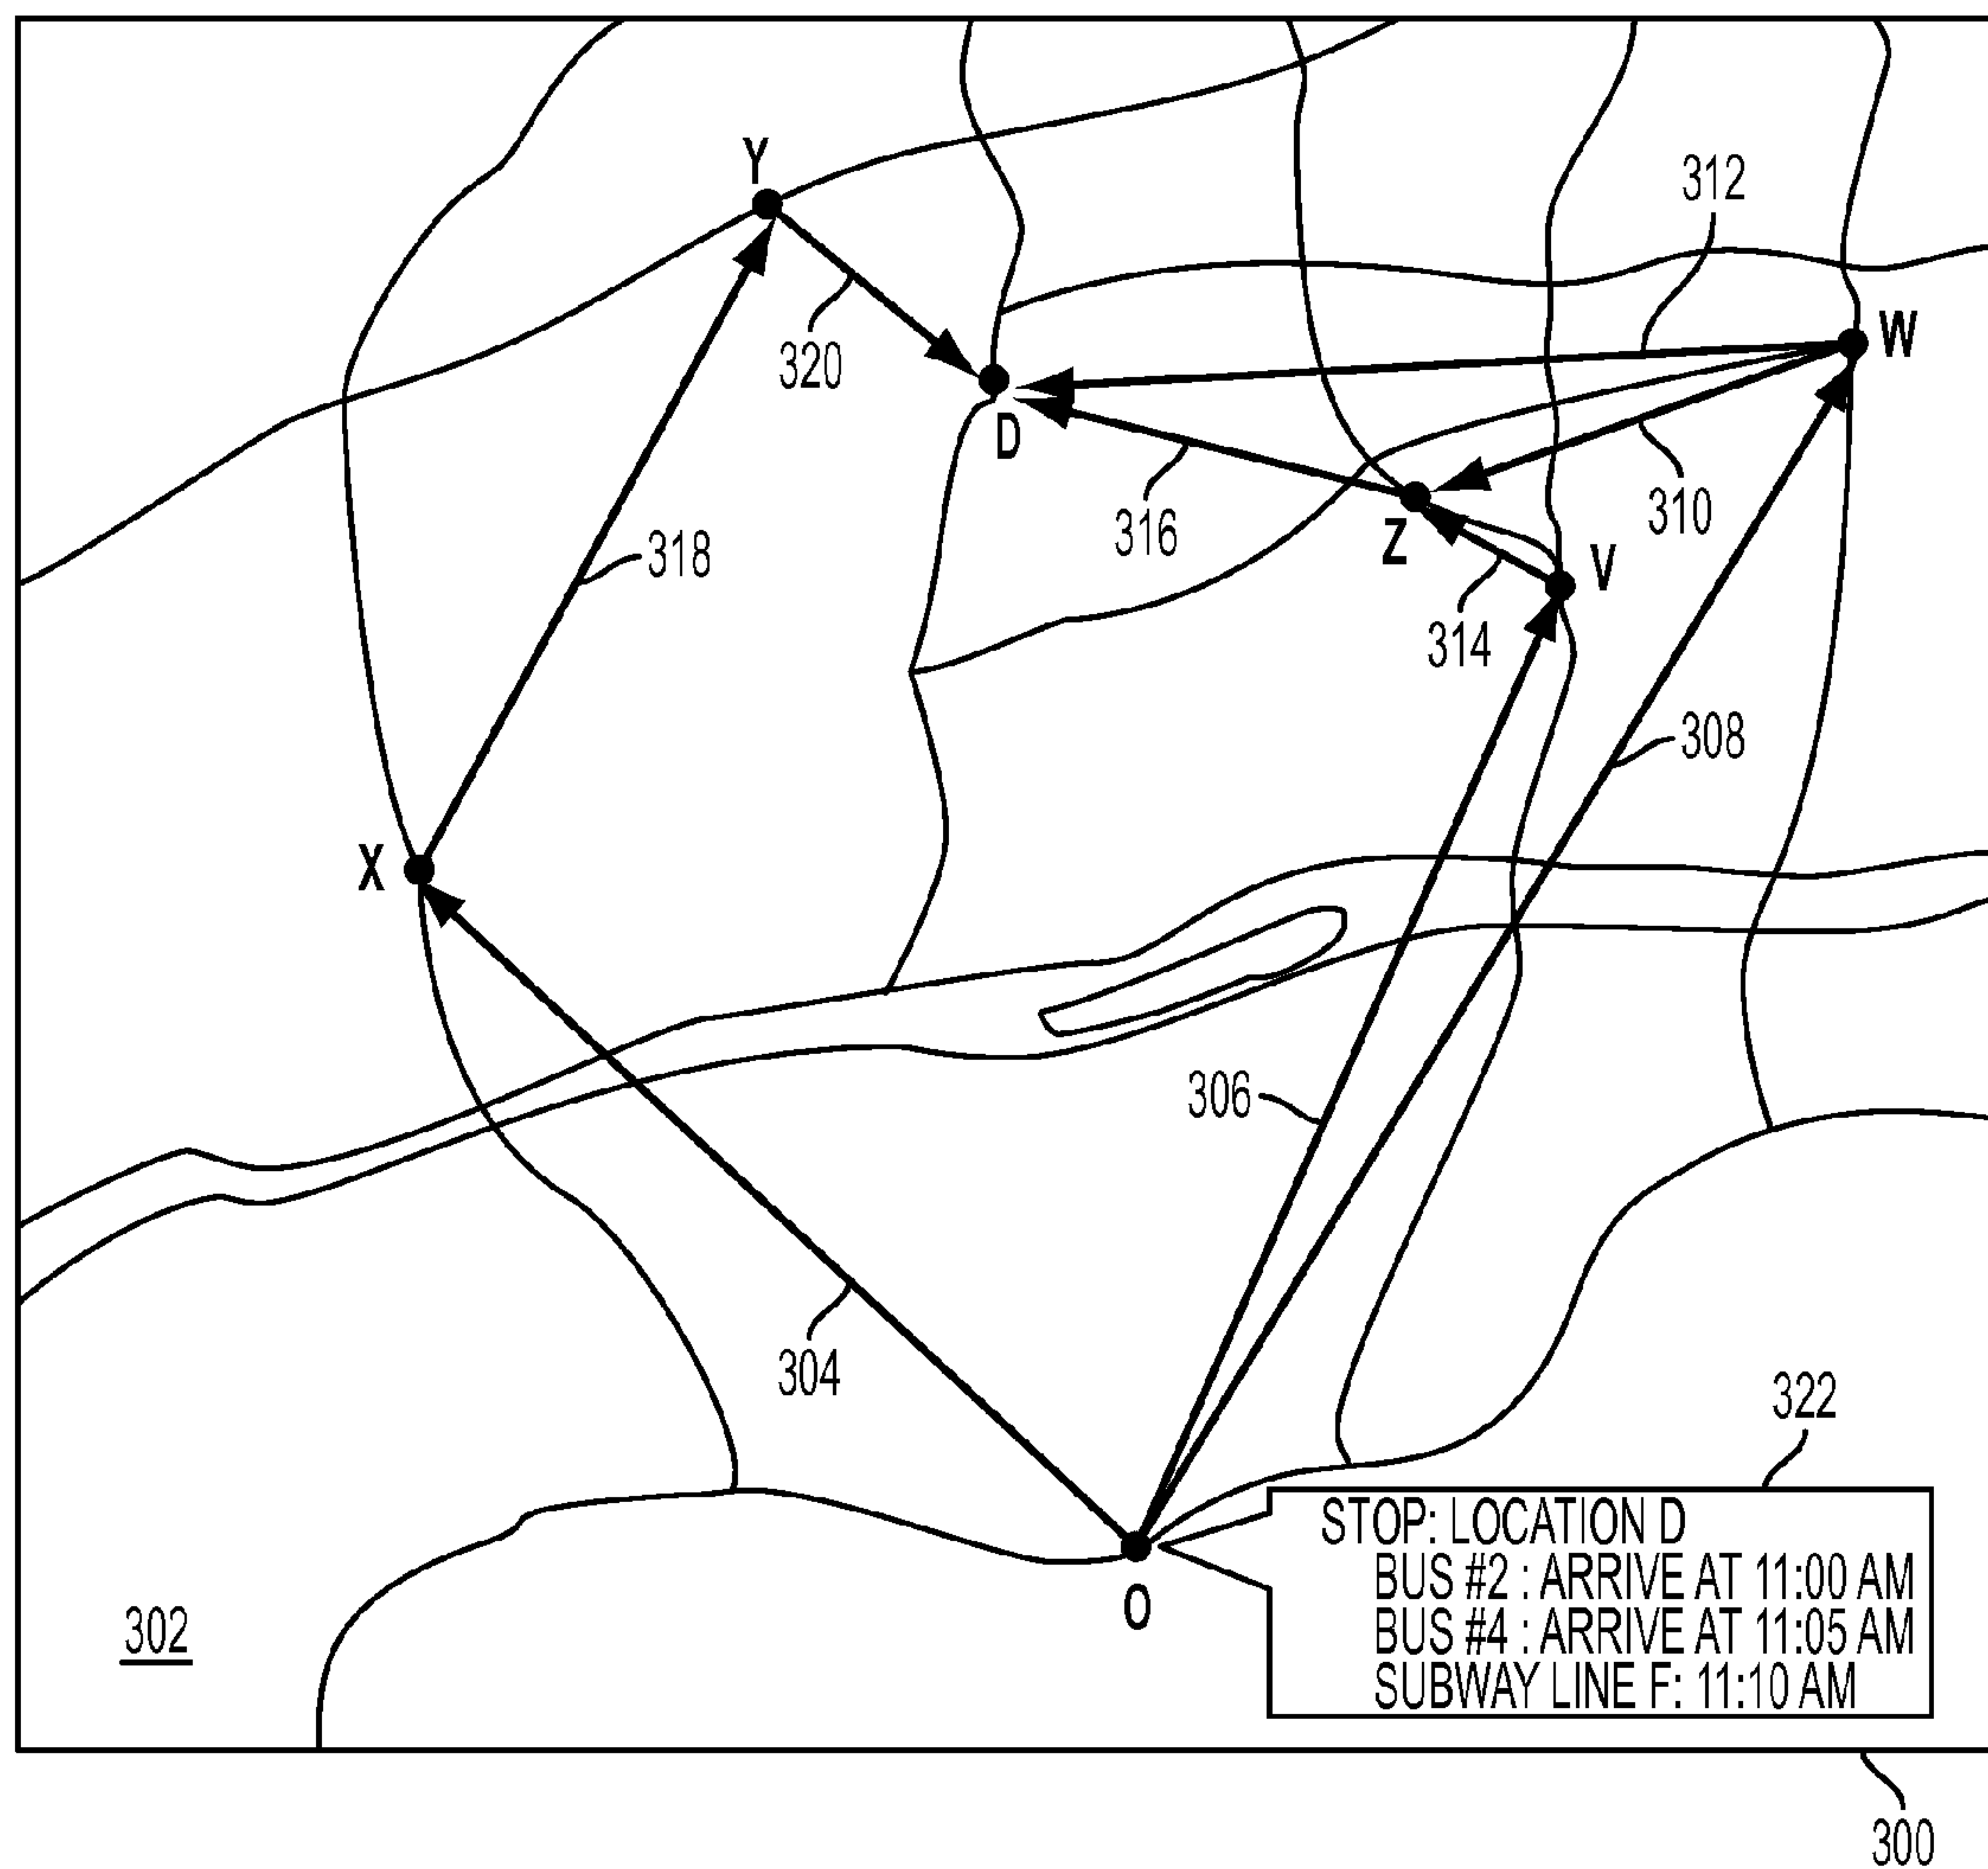 Y
312
320
W
D
316
310
Z
V
318
314
308
X
306
304
322
STOP: LOCATION D
BUS #2 : ARRIVE AT 11:00 AM
BUS #4 : ARRIVE AT 11:05 AM
SUBWAY LINE F: 11:10 AM
O
302
300